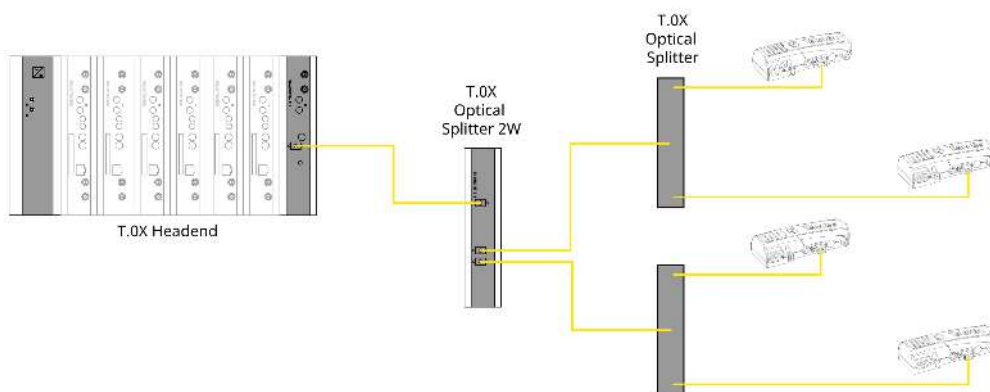 T.0X
Optical
Splitter
T.0X
Optical
Splitter 2W
T.0X Headend